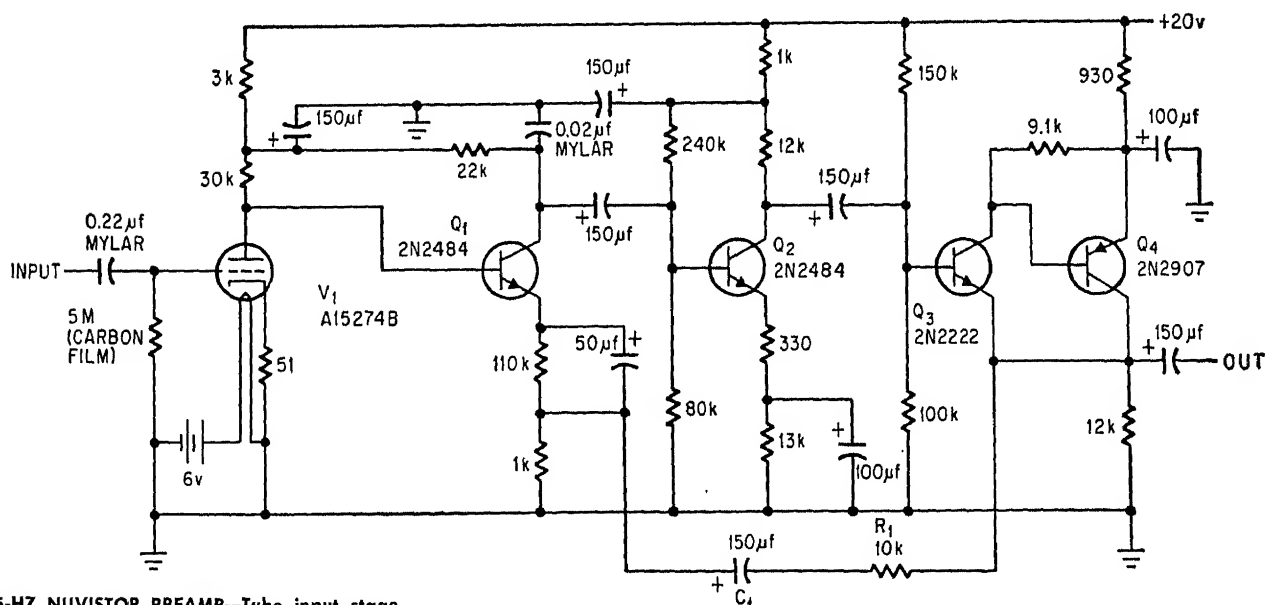 +20v
3k
150µf
1k
150k
930
150µf
0.02µf
MYLAR
240k
12k
9.1k
100µf
22k
30k
150µf
0.22µf
MYLAR
Q1
2N2484
150µf
INPUT
Q2
2N2484
Q4
2N2907
V1
A15274B
Q3
2N2222
5M
(CARBON
FILM)
51
50µf
110k
330
150µf
OUT
80k
100k
12k
13k
1k
100µf
6v
R1
10k
150µf
C1
-HZ NUVISTOR PREAMP—Tube input stage